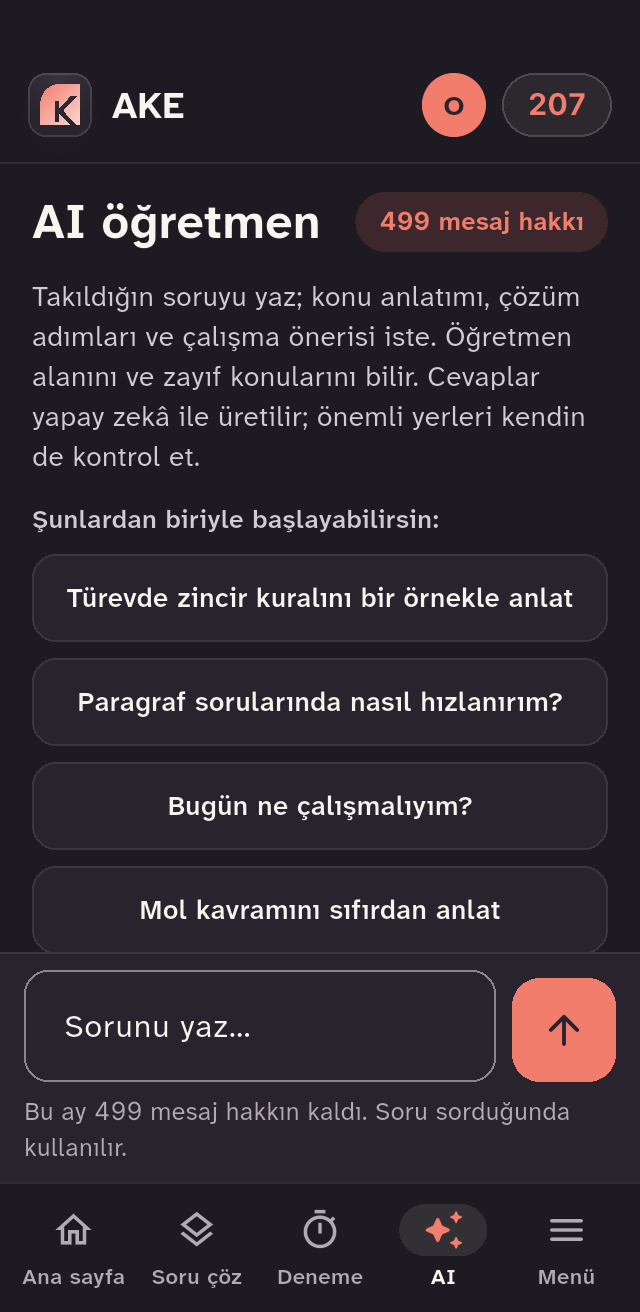 K
AKE
O
207
AI öğretmen
499 mesaj hakkı
Takıldığın soruyu yaz; konu anlatımı, çözüm
adımları ve çalışma önerisi iste. Öğretmen
alanını ve zayıf konularını bilir. Cevaplar
yapay zekâ ile üretilir; önemli yerleri kendin
de kontrol et.
Şunlardan biriyle başlayabilirsin:
Türevde zincir kuralını bir örnekle anlat
Paragraf sorularında nasıl hızlanırım?
Bugün ne çalışmalıyım?
Mol kavramını sıfırdan anlat
Sorunu yaz...
Bu ay 499 mesaj hakkın kaldı. Soru sorduğunda
kullanılır.
Ana sayfa
Soru çöz
Deneme
AI
Menü